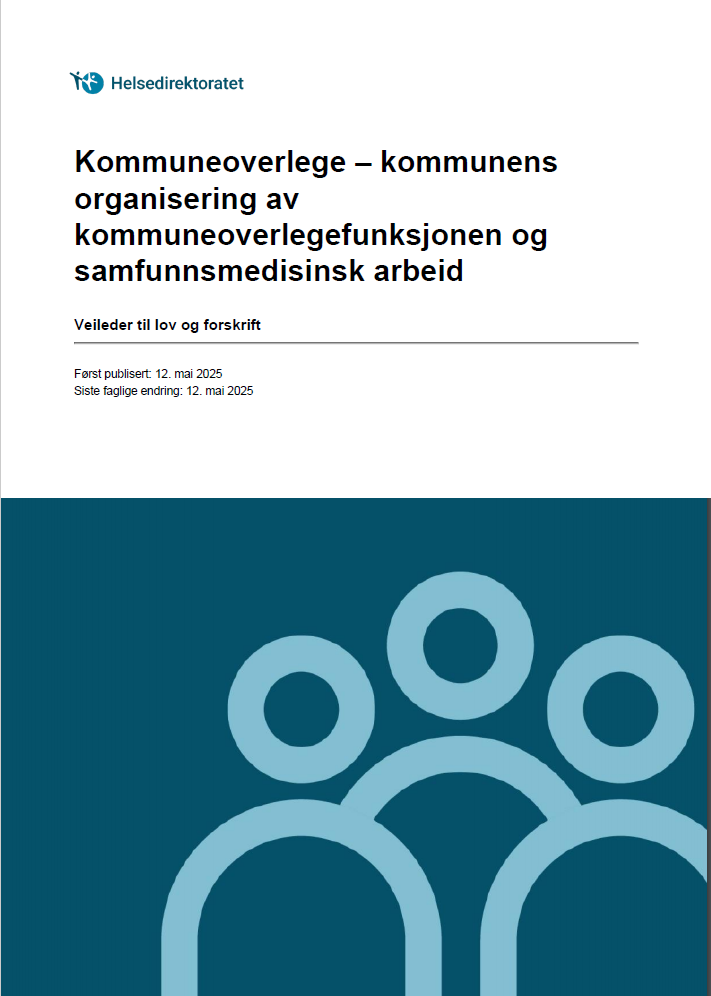 Helsedirektoratet
Kommuneoverlege – kommunens
organisering av
kommuneoverlegefunksjonen og
samfunnsmedisinsk arbeid
Veileder til lov og forskrift
Først publisert: 12. mai 2025
Siste faglige endring: 12. mai 2025